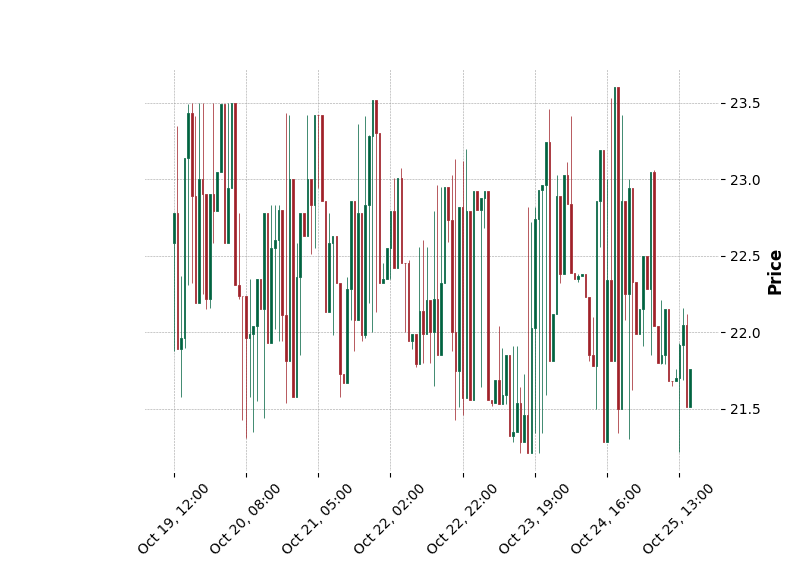 23.5
23.0
22.5
22.0
21.5
Price
Oct 19, 12:00
Oct 20, 08:00
Oct 21, 05:00
Oct 22, 02:00
Oct 22, 22:00
Oct 23, 19:00
Oct 24, 16:00
Oct 25, 13:00